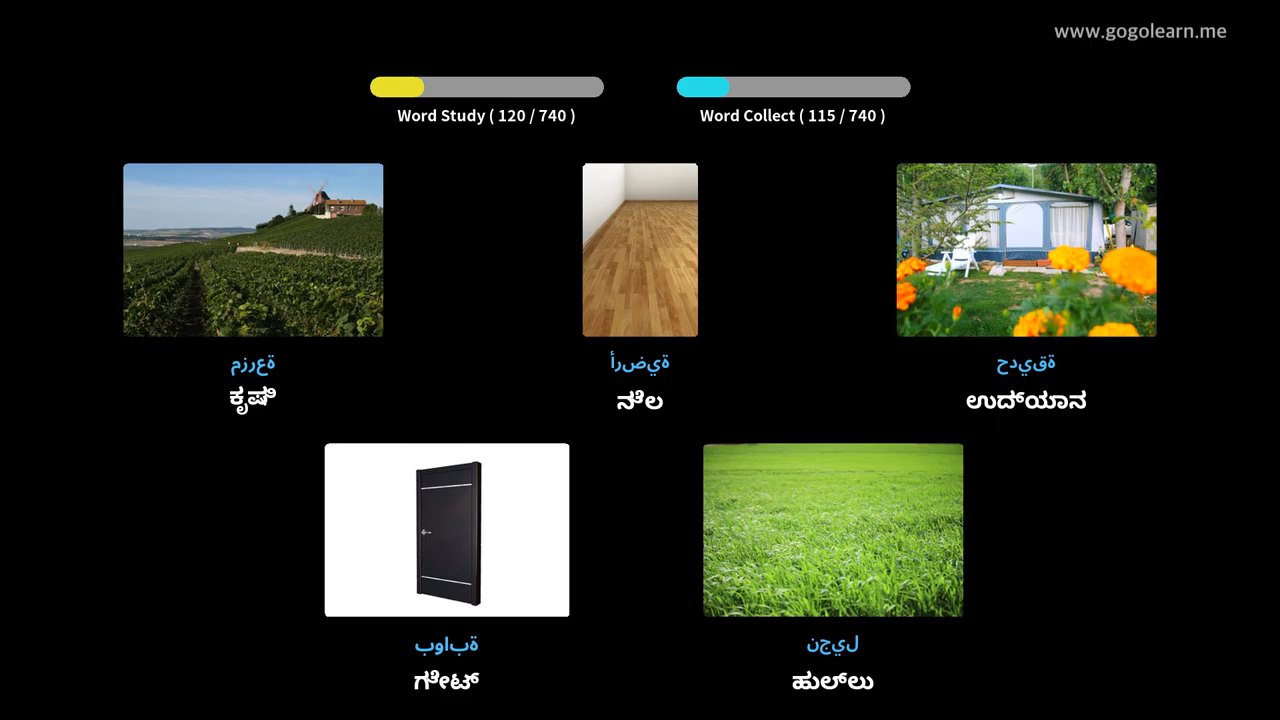 www.gogolearn.me
Word Study ( 120 / 740 )
Word Collect ( 115 / 740 )
مزرعة
ಕೃಷಿ
أرضية
ನೆಲ
حديقة
ಉದ್ಯಾನ
بوابة
ಗೇಟ್
نجيل
ಹುಲ್ಲು